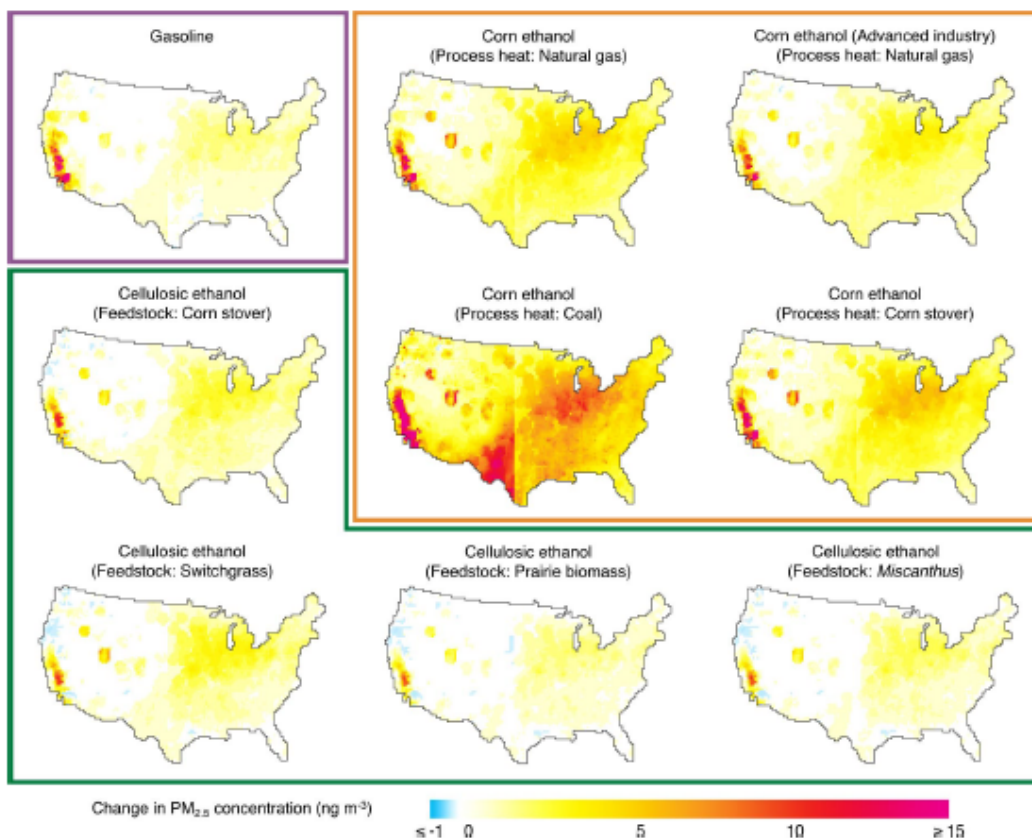 Gasoline
Corn ethanol
(Process heat: Natural gas)
Corn ethanol (Advanced industry)
(Process heat: Natural gas)
Cellulosic ethanol
(Feedstock: Corn stover)
Corn ethanol
(Process heat: Coal)
Corn ethanol
(Process heat: Corn stover)
Cellulosic ethanol
(Feedstock: Switchgrass)
Cellulosic ethanol
(Feedstock: Prairie biomass)
Cellulosic ethanol
(Feedstock: Miscanthus)
Change in PM2.5 concentration (ng m-3)
≤ -1 0 5 10 ≥ 15